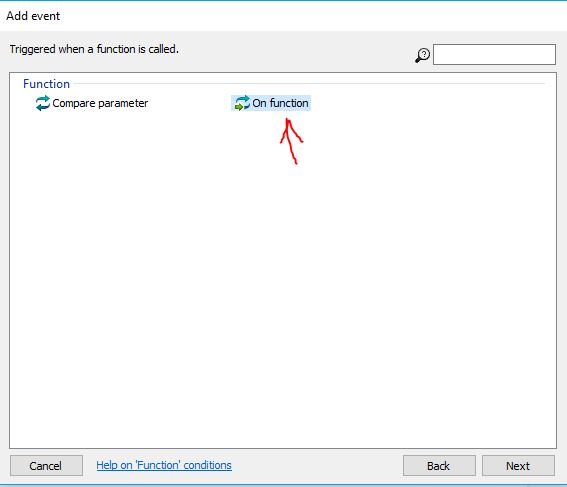 Add event
Triggered when a function is called.
Function
Compare parameter On function
Cancel Help on 'Function' conditions Back Next